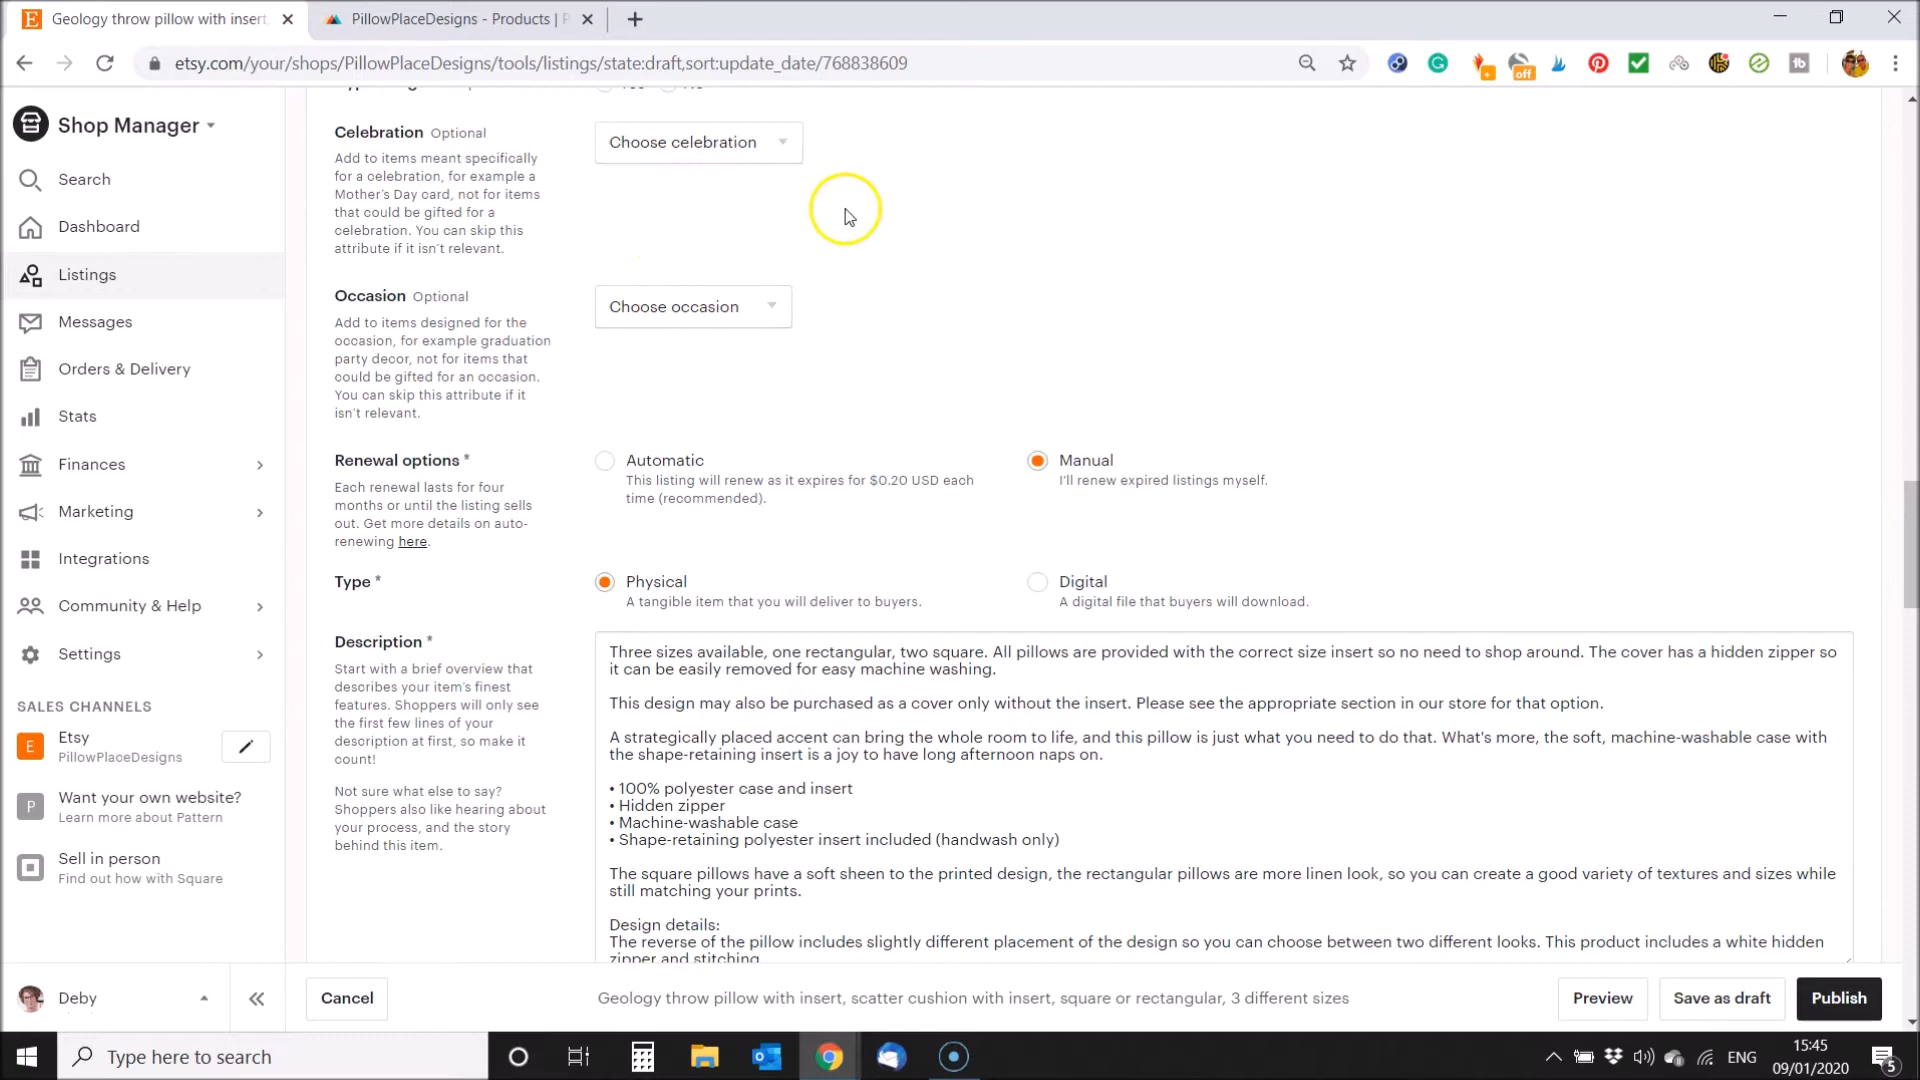 Geology throw pillow with insert,
PillowPlaceDesigns - Products | P
etsy.com/your/shops/PillowPlaceDesigns/tools/listings/state:draft,sort:update_date/768838609
off
Shop Manager
Search
Dashboard
Listings
Messages
Orders & Delivery
Stats
Finances
Marketing
Integrations
Community & Help
Settings
SALES CHANNELS
E
Etsy
PillowPlaceDesigns
P
Want your own website?
Learn more about Pattern
Sell in person
Find out how with Square
Deby
Celebration Optional
Add to items meant specifically
for a celebration, for example a
Mother's Day card, not for items
that could be gifted for a
celebration. You can skip this
attribute if it isn't relevant.
Choose celebration
Occasion Optional
Add to items designed for the
occasion, for example graduation
party decor, not for items that
could be gifted for an occasion.
You can skip this attribute if it
isn't relevant.
Choose occasion
Renewal options *
Each renewal lasts for four
months or until the listing sells
out. Get more details on auto-
renewing here.
Automatic
This listing will renew as it expires for $0.20 USD each
time (recommended).
Manual
I'll renew expired listings myself.
Type *
Physical
A tangible item that you will deliver to buyers.
Digital
A digital file that buyers will download.
Description *
Start with a brief overview that
describes your item's finest
features. Shoppers will only see
the first few lines of your
description at first, so make it
count!
Not sure what else to say?
Shoppers also like hearing about
your process, and the story
behind this item.
Three sizes available, one rectangular, two square. All pillows are provided with the correct size insert so no need to shop around. The cover has a hidden zipper so
it can be easily removed for easy machine washing.
This design may also be purchased as a cover only without the insert. Please see the appropriate section in our store for that option.
A strategically placed accent can bring the whole room to life, and this pillow is just what you need to do that. What's more, the soft, machine-washable case with
the shape-retaining insert is a joy to have long afternoon naps on.
• 100% polyester case and insert
• Hidden zipper
• Machine-washable case
• Shape-retaining polyester insert included (handwash only)
The square pillows have a soft sheen to the printed design, the rectangular pillows are more linen look, so you can create a good variety of textures and sizes while
still matching your prints.
Design details:
The reverse of the pillow includes slightly different placement of the design so you can choose between two different looks. This product includes a white hidden
zipper and stitching
Cancel
Geology throw pillow with insert, scatter cushion with insert, square or rectangular, 3 different sizes
Preview
Save as draft
Publish
Type here to search
ENG
15:45
09/01/2020
5